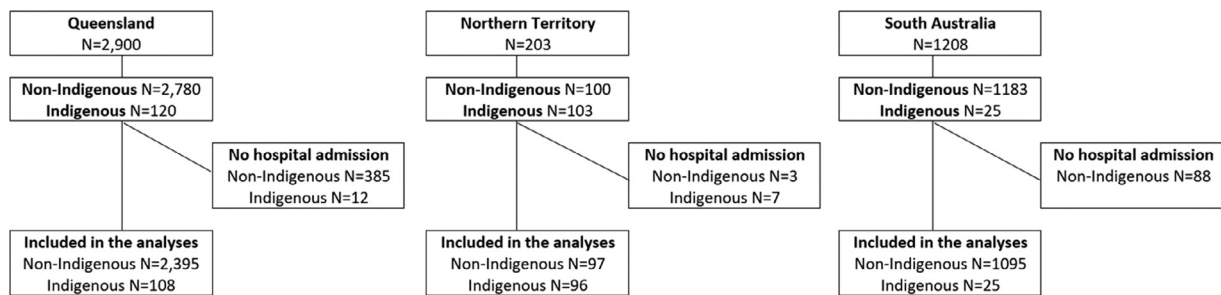 Queensland
N=2,900
Non-Indigenous N=2,780
Indigenous N=120
No hospital admission
Non-Indigenous N=385
Indigenous N=12
Included in the analyses
Non-Indigenous N=2,395
Indigenous N=108
Northern Territory
N=203
Non-Indigenous N=100
Indigenous N=103
No hospital admission
Non-Indigenous N=3
Indigenous N=7
Included in the analyses
Non-Indigenous N=97
Indigenous N=96
South Australia
N=1208
Non-Indigenous N=1183
Indigenous N=25
No hospital admission
Non-Indigenous N=88
Included in the analyses
Non-Indigenous N=1095
Indigenous N=25